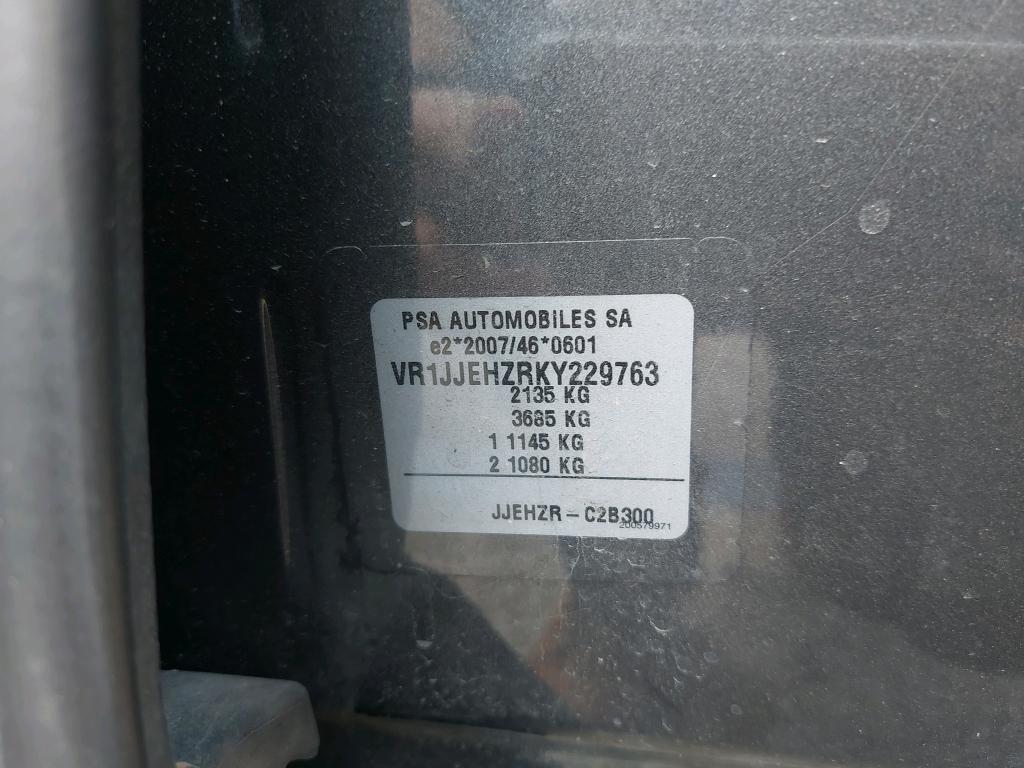 PSA AUTOMOBILES SA
e2*2007/46*0601
VR1JJEHZRKY229763
2135 KG
3685 KG
1 1145 KG
2 1080 KG
JJEHZR – C2B300
200579971